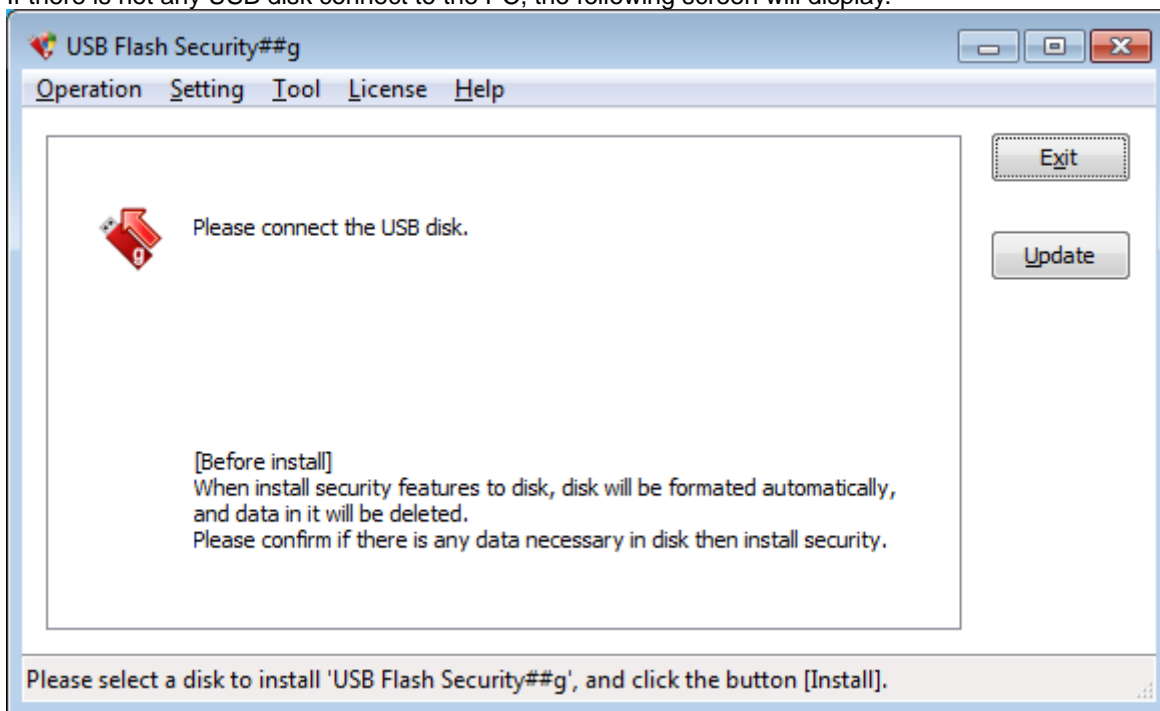 If there is not any USB disk connect to the PC, the following screen will display.
USB Flash Security##g
Operation Setting Tool License Help
Exit
Please connect the USB disk.
g
Update
[Before install]
When install security features to disk, disk will be formated automatically,
and data in it will be deleted.
Please confirm if there is any data necessary in disk then install security.
Please select a disk to install 'USB Flash Security##g', and click the button [Install].